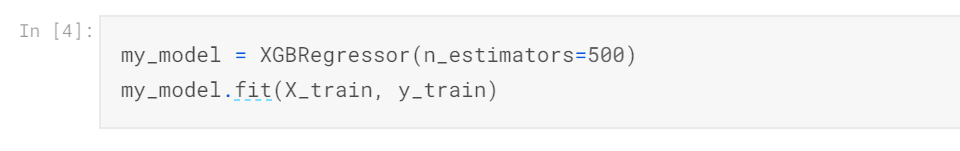 In [4]:
my_model = XGBRegressor(n_estimators=500)
my_model.fit(X_train, y_train)